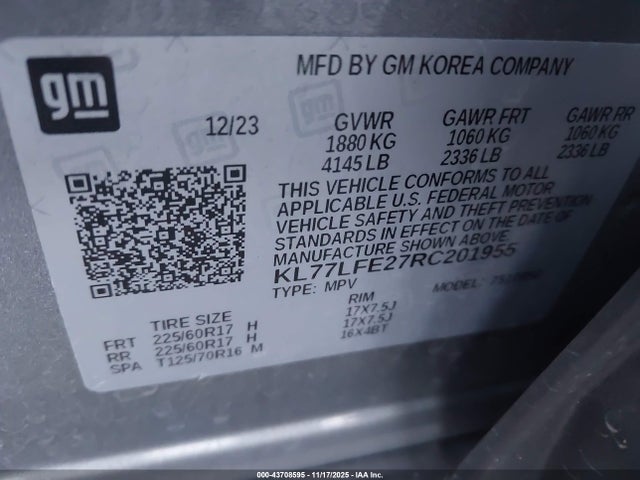 gm
MFD BY GM KOREA COMPANY
12/23
GVWR GAWR FRT GAWR RR
1880 KG 1060 KG 1060 KG
4145 LB 2336 LB 2336 LB
THIS VEHICLE CONFORMS TO ALL
APPLICABLE U.S. FEDERAL MOTOR
VEHICLE SAFETY AND THEFT PREVENTION
STANDARDS IN EFFECT ON THE DATE OF
MANUFACTURE SHOWN ABOVE
KL77LFE27RC201955
TYPE: MPV MODEL:
TIRE SIZE RIM
FRT 225/60R17 H 17X7.5J
RR 225/60R17 H 17X7.5J
SPA T125/70R16 M 16X4BT
000-43708595 — 11/17/2025 — IAA Inc.